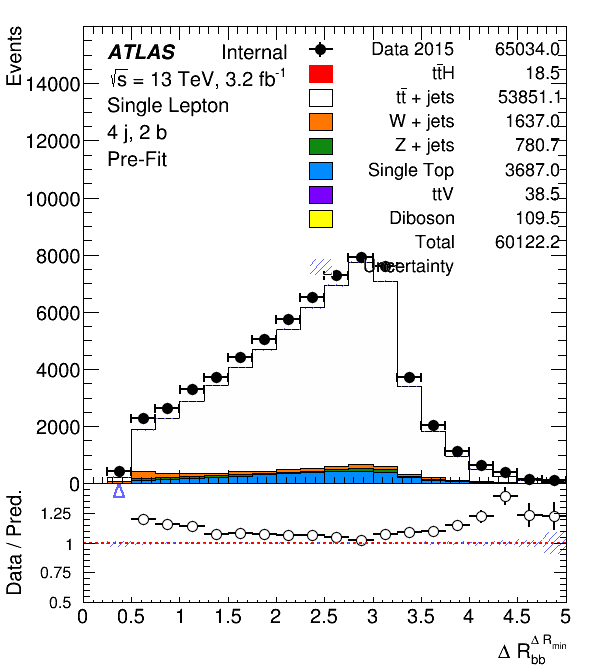 Events
ATLAS Internal
√s = 13 TeV, 3.2 fb⁻¹
Single Lepton
4 j, 2 b
Pre-Fit
Data 2015 65034.0
tt̄H 18.5
tt̄ + jets 53851.1
W + jets 1637.0
Z + jets 780.7
Single Top 3687.0
ttV 38.5
Diboson 109.5
Total 60122.2
Uncertainty
14000
12000
10000
8000
6000
4000
2000
0
Data / Pred.
1.25
1
0.75
0.5
0 0.5 1 1.5 2 2.5 3 3.5 4 4.5 5
Δ R_bb^Δ R_min